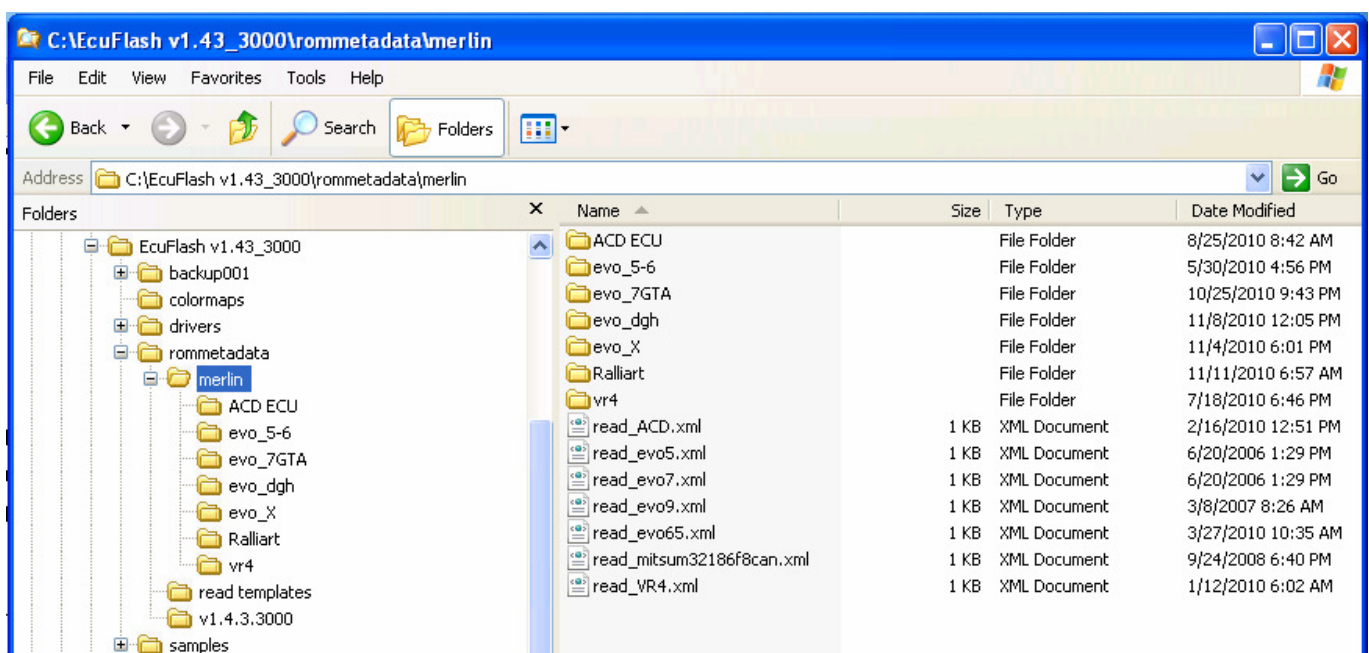 C:\EcuFlash v1.43_3000\rommetadata\merlin
File Edit View Favorites Tools Help
Back Search Folders
Address C:\EcuFlash v1.43_3000\rommetadata\merlin Go
Folders X
EcuFlash v1.43_3000
backup001
colormaps
drivers
rommetadata
merlin
ACD ECU
evo_5-6
evo_7GTA
evo_dgh
evo_X
Ralliart
vr4
read templates
v1.4.3.3000
samples
Name Size Type Date Modified
ACD ECU File Folder 8/25/2010 8:42 AM
evo_5-6 File Folder 5/30/2010 4:56 PM
evo_7GTA File Folder 10/25/2010 9:43 PM
evo_dgh File Folder 11/8/2010 12:05 PM
evo_X File Folder 11/4/2010 6:01 PM
Ralliart File Folder 11/11/2010 6:57 AM
vr4 File Folder 7/18/2010 6:46 PM
read_ACD.xml 1 KB XML Document 2/16/2010 12:51 PM
read_evo5.xml 1 KB XML Document 6/20/2006 1:29 PM
read_evo7.xml 1 KB XML Document 6/20/2006 1:29 PM
read_evo9.xml 1 KB XML Document 3/8/2007 8:26 AM
read_evo65.xml 1 KB XML Document 3/27/2010 10:35 AM
read_mitsum32186f8can.xml 1 KB XML Document 9/24/2008 6:40 PM
read_VR4.xml 1 KB XML Document 1/12/2010 6:02 AM